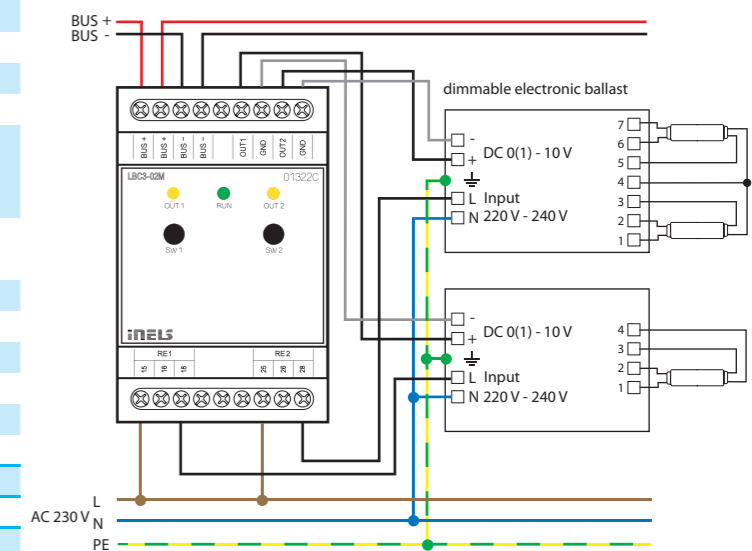 BUS +
BUS -
dimmable electronic ballast
BUS +
BUS +
BUS –
BUS –
OUT1
GND
OUT2
GND
LBC3-02M
01322C
OUT 1
RUN
OUT 2
SW 1
SW 2
iNELS
RE1
RE2
15
16
18
25
26
28
-
+ DC 0(1) - 10 V
L Input
N 220 V - 240 V
7
6
5
4
3
2
1
-
+ DC 0(1) - 10 V
L Input
N 220 V - 240 V
4
3
2
1
L
AC 230 V N
PE